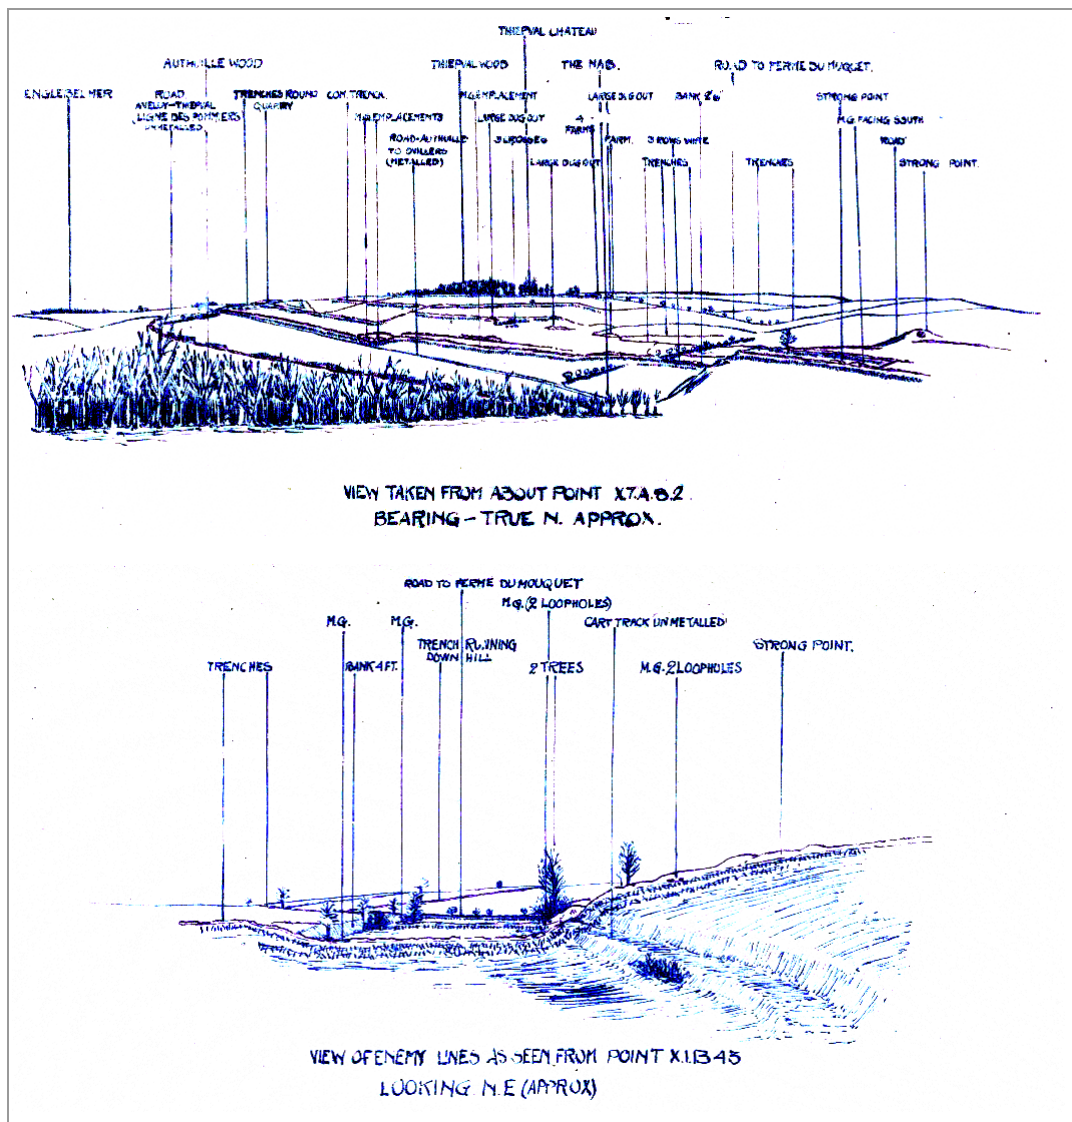 THIEPVAL CHATEAU
AUTHUILLE WOOD
THIEPVAL WOOD
THE NAB.
ROAD TO FERME DU MUQUET.
ENGLEBELMER
ROAD
AVELUY-THIEPVAL
(LIGNE DES POMMIERS
UNMETALLED)
TRENCHES ROUND
QUARRY
COM. TRENCH.
M.G. EMPLACEMENTS
ROAD-AUTHUILLE
TO OVILLERS
(METALLED)
M.G. EMPLACEMENT
LARGE DUG OUT
LARGE DUG OUT
LARGE DUG OUT
4
FARMS
FARM.
BANK 26'
3 ROWS WIRE
TRENCHES
TRENCHES
STRONG POINT
M.G. FACING SOUTH
ROAD
STRONG POINT.
VIEW TAKEN FROM ABOUT POINT X.7.A.8.2.
BEARING - TRUE N. APPROX.
ROAD TO FERME DU MOUQUET
M.G. (2 LOOPHOLES)
M.G.
M.G.
CART TRACK UNMETALLED
TRENCH RUNNING
DOWN HILL
STRONG POINT.
TRENCHES
BANK 4 FT.
2 TREES
M.G. 2 LOOPHOLES
VIEW OF ENEMY LINES AS SEEN FROM POINT X.1.B.4.5
LOOKING N.E (APPROX)